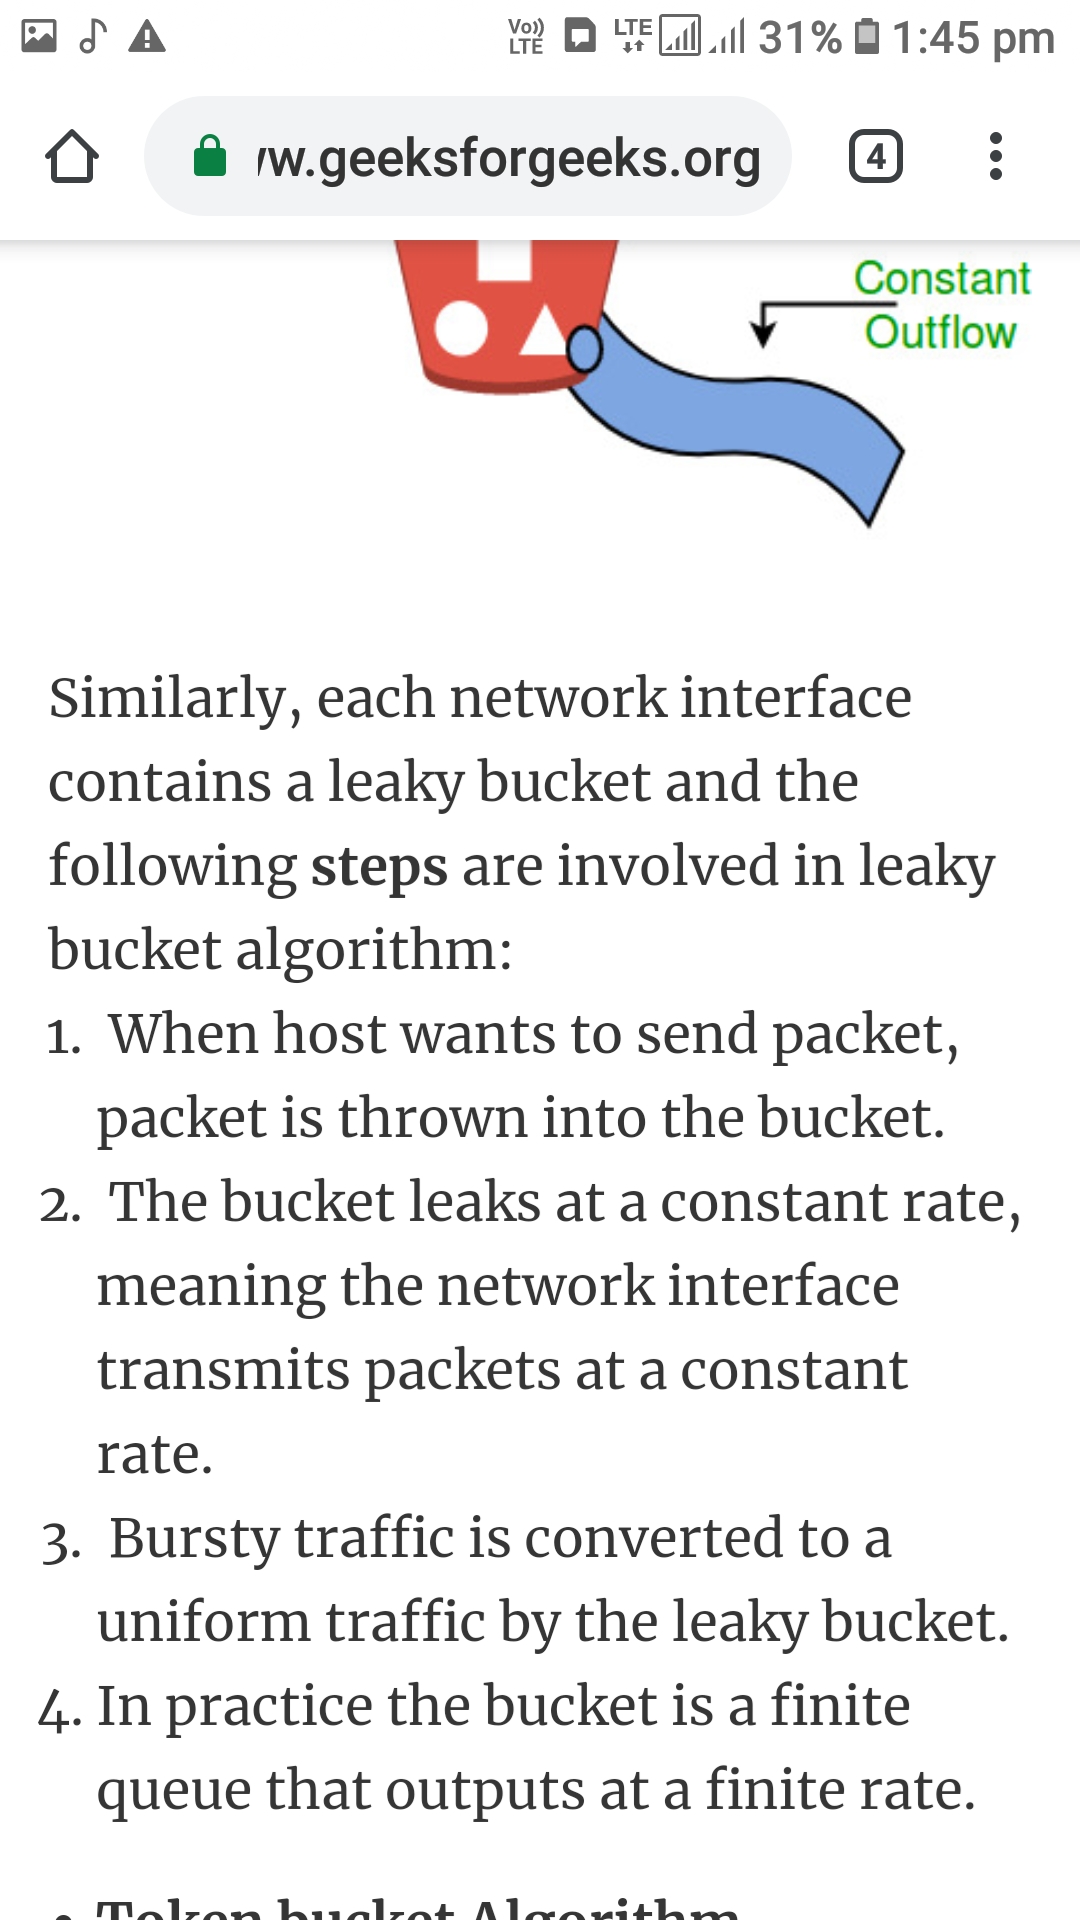 Vo)) LTE LTE 31% 1:45 pm
w.geeksforgeeks.org 4
Constant
Outflow
Similarly, each network interface
contains a leaky bucket and the
following steps are involved in leaky
bucket algorithm:
1. When host wants to send packet,
packet is thrown into the bucket.
2. The bucket leaks at a constant rate,
meaning the network interface
transmits packets at a constant
rate.
3. Bursty traffic is converted to a
uniform traffic by the leaky bucket.
4. In practice the bucket is a finite
queue that outputs at a finite rate.
• Token bucket Algorithm